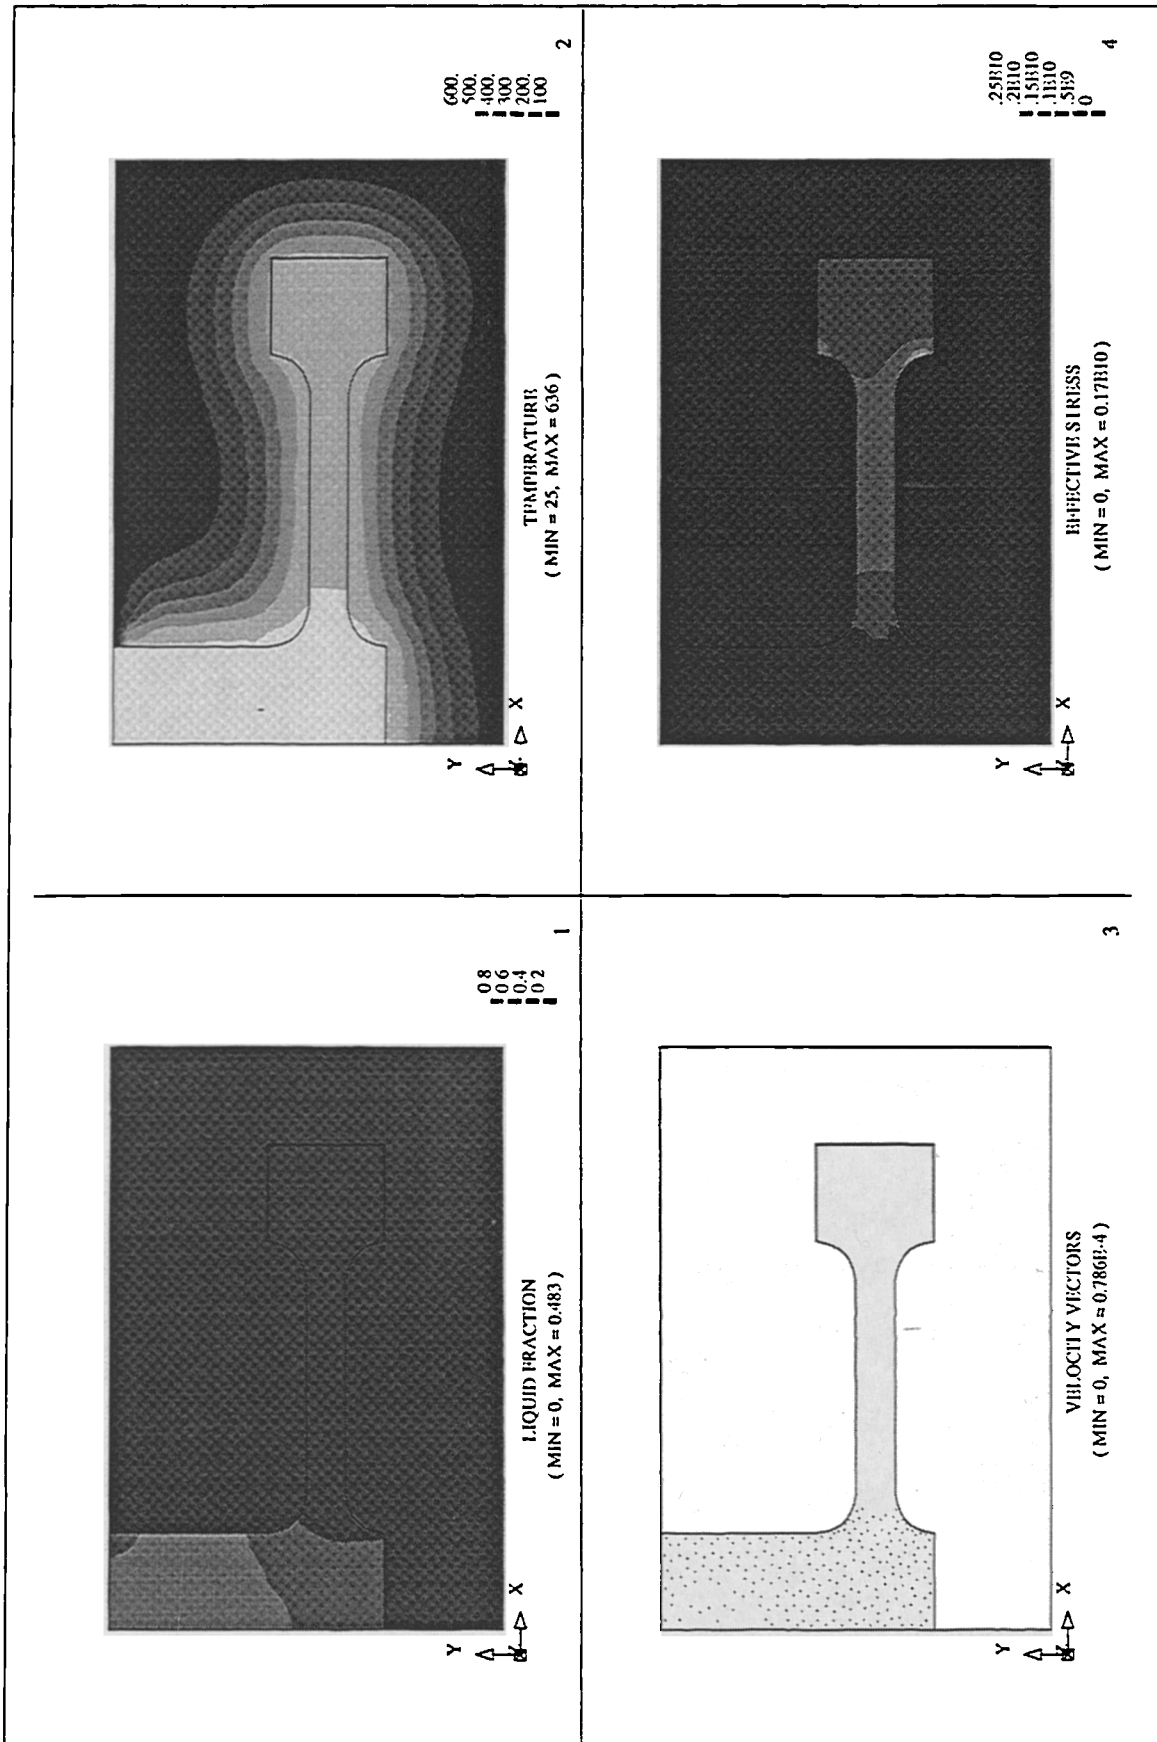 0.8
0.6
0.4
0.2
1
LIQUID FRACTION
( MIN = 0, MAX = 0.483 )
Y
X
600.
500.
400.
300
200.
100
2
TEMPERATURE
( MIN = 25, MAX = 636 )
Y
X
3
VELOCITY VECTORS
( MIN = 0, MAX = 0.786E-4 )
Y
X
.25E10
.2E10
.15E10
.1E10
.5E9
0
4
EFFECTIVE STRESS
( MIN = 0, MAX = 0.17E10 )
Y
X